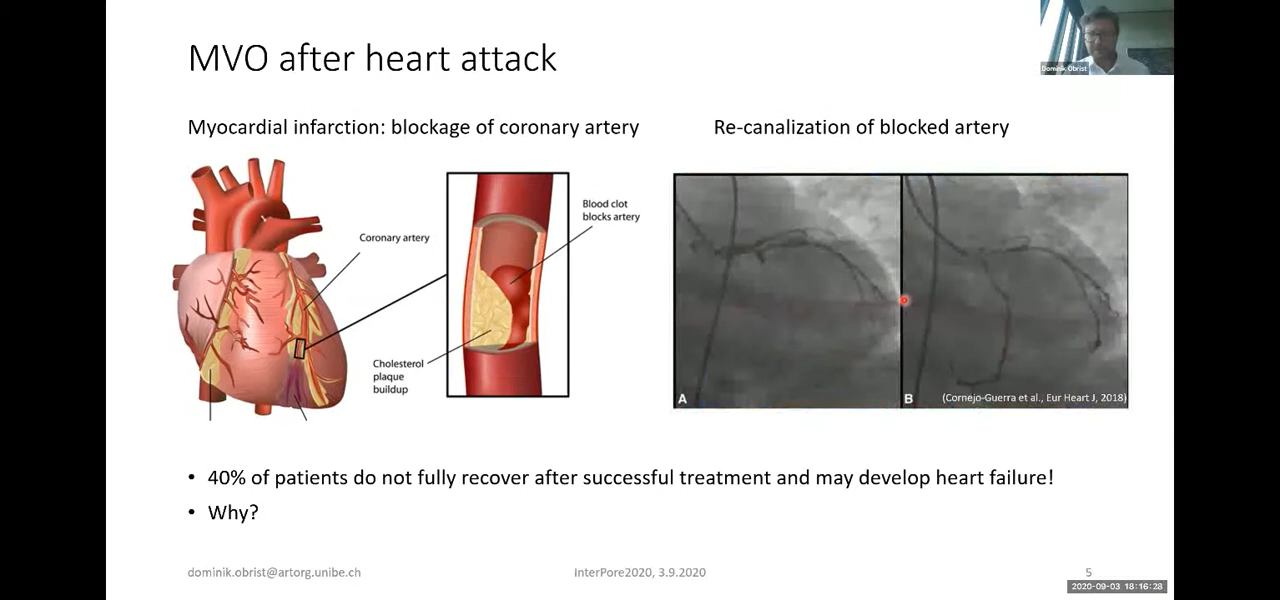 MVO after heart attack
Dominik Obrist
Myocardial infarction: blockage of coronary artery
Re-canalization of blocked artery
Blood clot
blocks artery
Coronary artery
Cholesterol
plaque
buildup
A
B
(Cornejo-Guerra et al., Eur Heart J, 2018)
• 40% of patients do not fully recover after successful treatment and may develop heart failure!
• Why?
dominik.obrist@artorg.unibe.ch
InterPore2020, 3.9.2020
5
2020-09-03 18:16:28